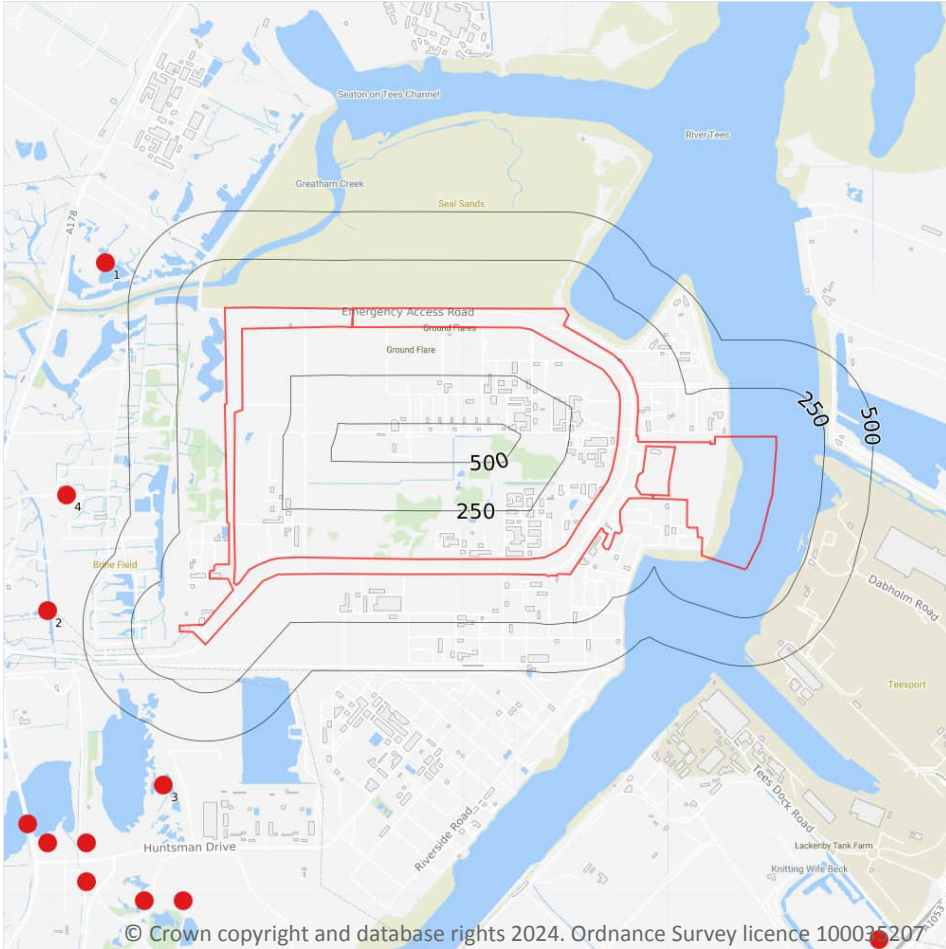 Seaton on Tees Channel
River Tees
Greatham Creek
Seal Sands
A178
1
Emergency Access Road
Ground Flares
Ground Flare
250
500
500
4
250
Brine Field
Dabholm Road
2
Teesport
3
Tees Dock Road
Riverside Road
Huntsman Drive
Lackenby Tank Farm
Knitting Wife Beck
A1053
© Crown copyright and database rights 2024. Ordnance Survey licence 100035207